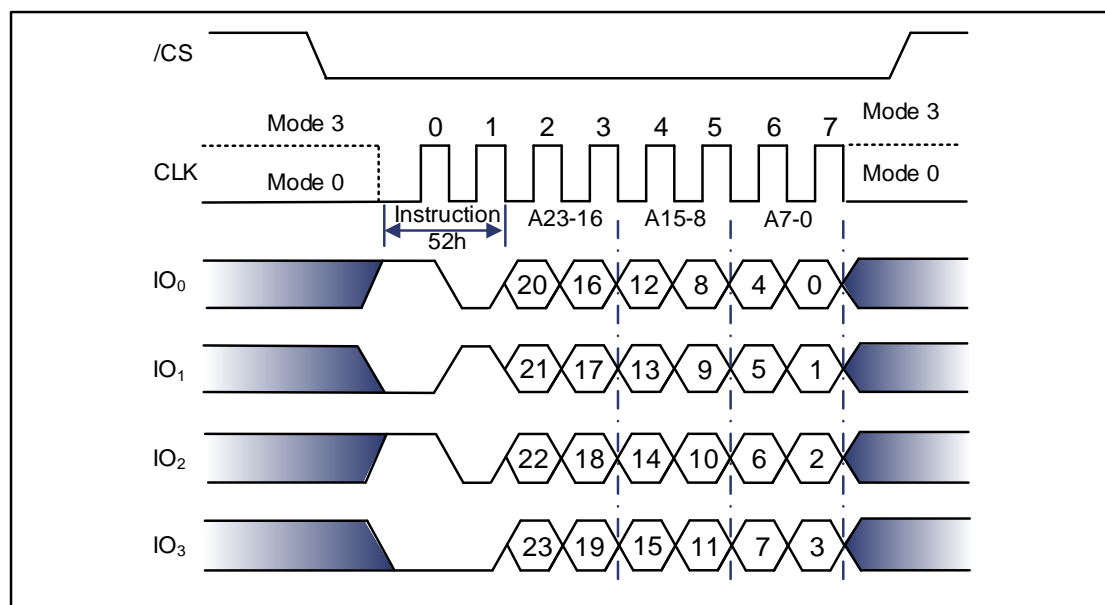 /CS
Mode 3 0 1 2 3 4 5 6 7 Mode 3
CLK Mode 0 Mode 0
Instruction A23-16 A15-8 A7-0
52h
IO₀ 20 16 12 8 4 0
IO₁ 21 17 13 9 5 1
IO₂ 22 18 14 10 6 2
IO₃ 23 19 15 11 7 3